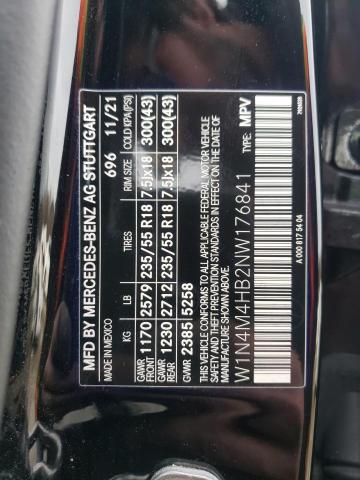 MFD BY MERCEDES-BENZ AG STUTTGART
MADE IN MEXICO 696 11/21
KG LB TIRES RIM SIZE COLD KPA(PSI)
GAWR FRONT 1170 2579 235/55 R18 7.5Jx18 300(43)
GAWR REAR 1230 2712 235/55 R18 7.5Jx18 300(43)
GVWR 2385 5258
THIS VEHICLE CONFORMS TO ALL APPLICABLE FEDERAL MOTOR VEHICLE
SAFETY AND THEFT PREVENTION STANDARDS IN EFFECT ON THE DATE OF
MANUFACTURE SHOWN ABOVE.
W1N4M4HB2NW176841 TYPE: MPV
A 000 817 54 04